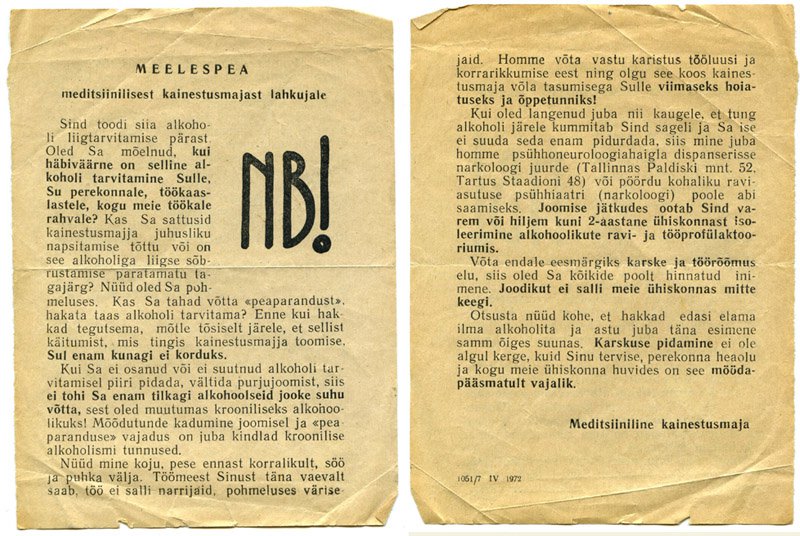 MEELESPEA
meditsiinilisest kainestusmajast lahkujale
Sind toodi siia alkoho-
li liigtarvitamise pärast.
Oled Sa mõelnud, kui
häbiväärne on selline al-
koholi tarvitamine Sulle,
Su perekonnale, töökaas-
lastele, kogu meie töökale
rahvale? Kas Sa sattusid
kainestusmajja juhusliku
napsitamise tõttu või on
see alkoholiga liigse sõb-
rustamise paratamatu ta-
gajärg? Nüüd oled Sa poh-
meluses. Kas Sa tahad võtta «peaparandust»,
hakata taas alkoholi tarvitama? Enne kui hak-
kad tegutsema, mõtle tõsiselt järele, et sellist
käitumist, mis tingis kainestusmajja toomise,
Sul enam kunagi ei korduks.
Kui Sa ei osanud või ei suutnud alkoholi tar-
vitamisel piiri pidada, vältida purjujoomist, siis
ei tohi Sa enam tilkagi alkohoolseid jooke suhu
võtta, sest oled muutumas krooniliseks alkohoo-
likuks! Möödutunde kadumine joomisel ja «pea-
paranduse» vajadus on juba kindlad kroonilise
alkoholismi tunnused.
Nüüd mine koju, pese ennast korralikult, söö
ja puhka välja. Töömeest Sinust täna vaevalt
saab, töö ei salli narrijaid, pohmeluses värise-
NB!
jaid. Homme võta vastu karistus tööluusi ja
korrarikkumise eest ning olgu see koos kaines-
tusmaja võla tasumisega Sulle viimaseks hoia-
tuseks ja õppetunniks!
Kui oled langenud juba nii kaugele, et tung
alkoholi järele kummitab Sind sageli ja Sa ise
ei suuda seda enam pidurdada, siis mine juba
homme psühhoneuroloogiahaigla dispanserisse
narkoloogi juurde (Tallinnas Paldiski mnt. 52,
Tartus Staadioni 48) või pöördu kohaliku ravi-
asutuse psühhiaatri (narkoloogi) poole abi
saamiseks. Joomise jätkudes ootab Sind va-
rem või hiljem kuni 2-aastane ühiskonnast iso-
leerimine alkohoolikute ravi- ja tööprofülaktoo-
riumis.
Võta endale eesmärgiks karske ja töörõõmus
elu, siis oled Sa kõikide poolt hinnatud ini-
mene. Joodikut ei salli meie ühiskonnas mitte
keegi.
Otsusta nüüd kohe, et hakkad edasi elama
ilma alkoholita ja astu juba täna esimene
samm õiges suunas. Karskuse pidamine ei ole
algul kerge, kuid Sinu tervise, perekonna heaolu
ja kogu meie ühiskonna huvides on see mööda-
pääsmatult vajalik.
Meditsiiniline kainestusmaja
1051/7 IV 1972